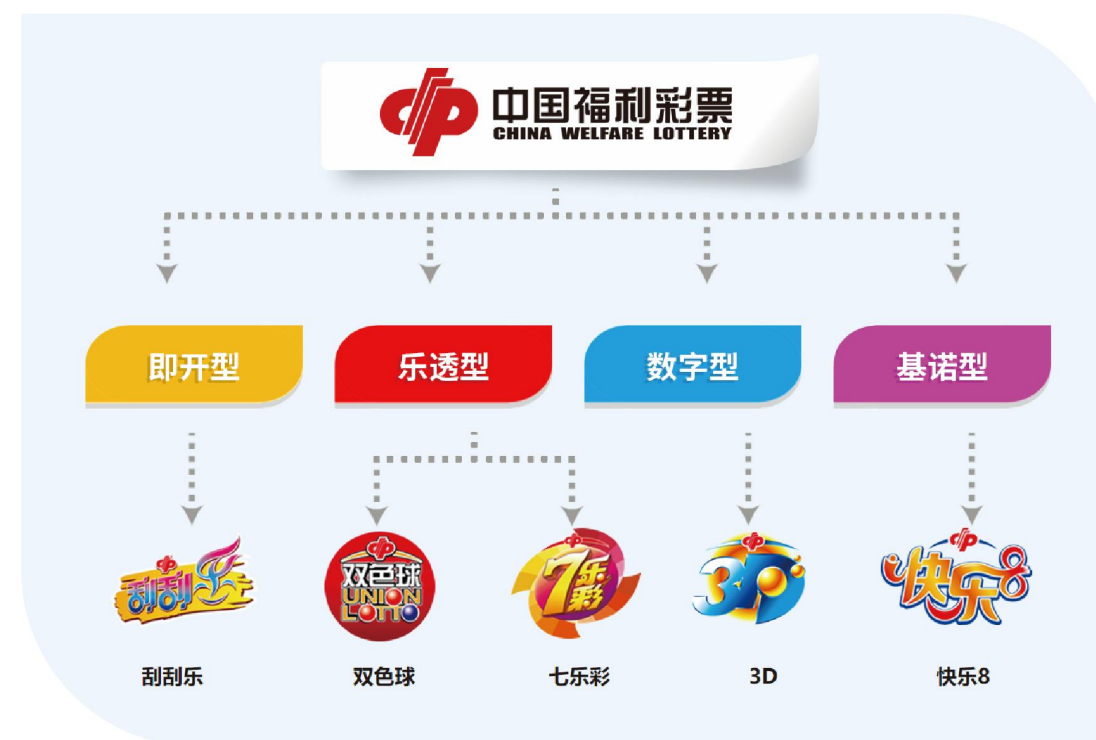 中国福利彩票
CHINA WELFARE LOTTERY
即开型
乐透型
数字型
基诺型
刮刮乐
双色球
UNION
LOTTO
7乐
彩
3D
快乐8
刮刮乐
双色球
七乐彩
3D
快乐8